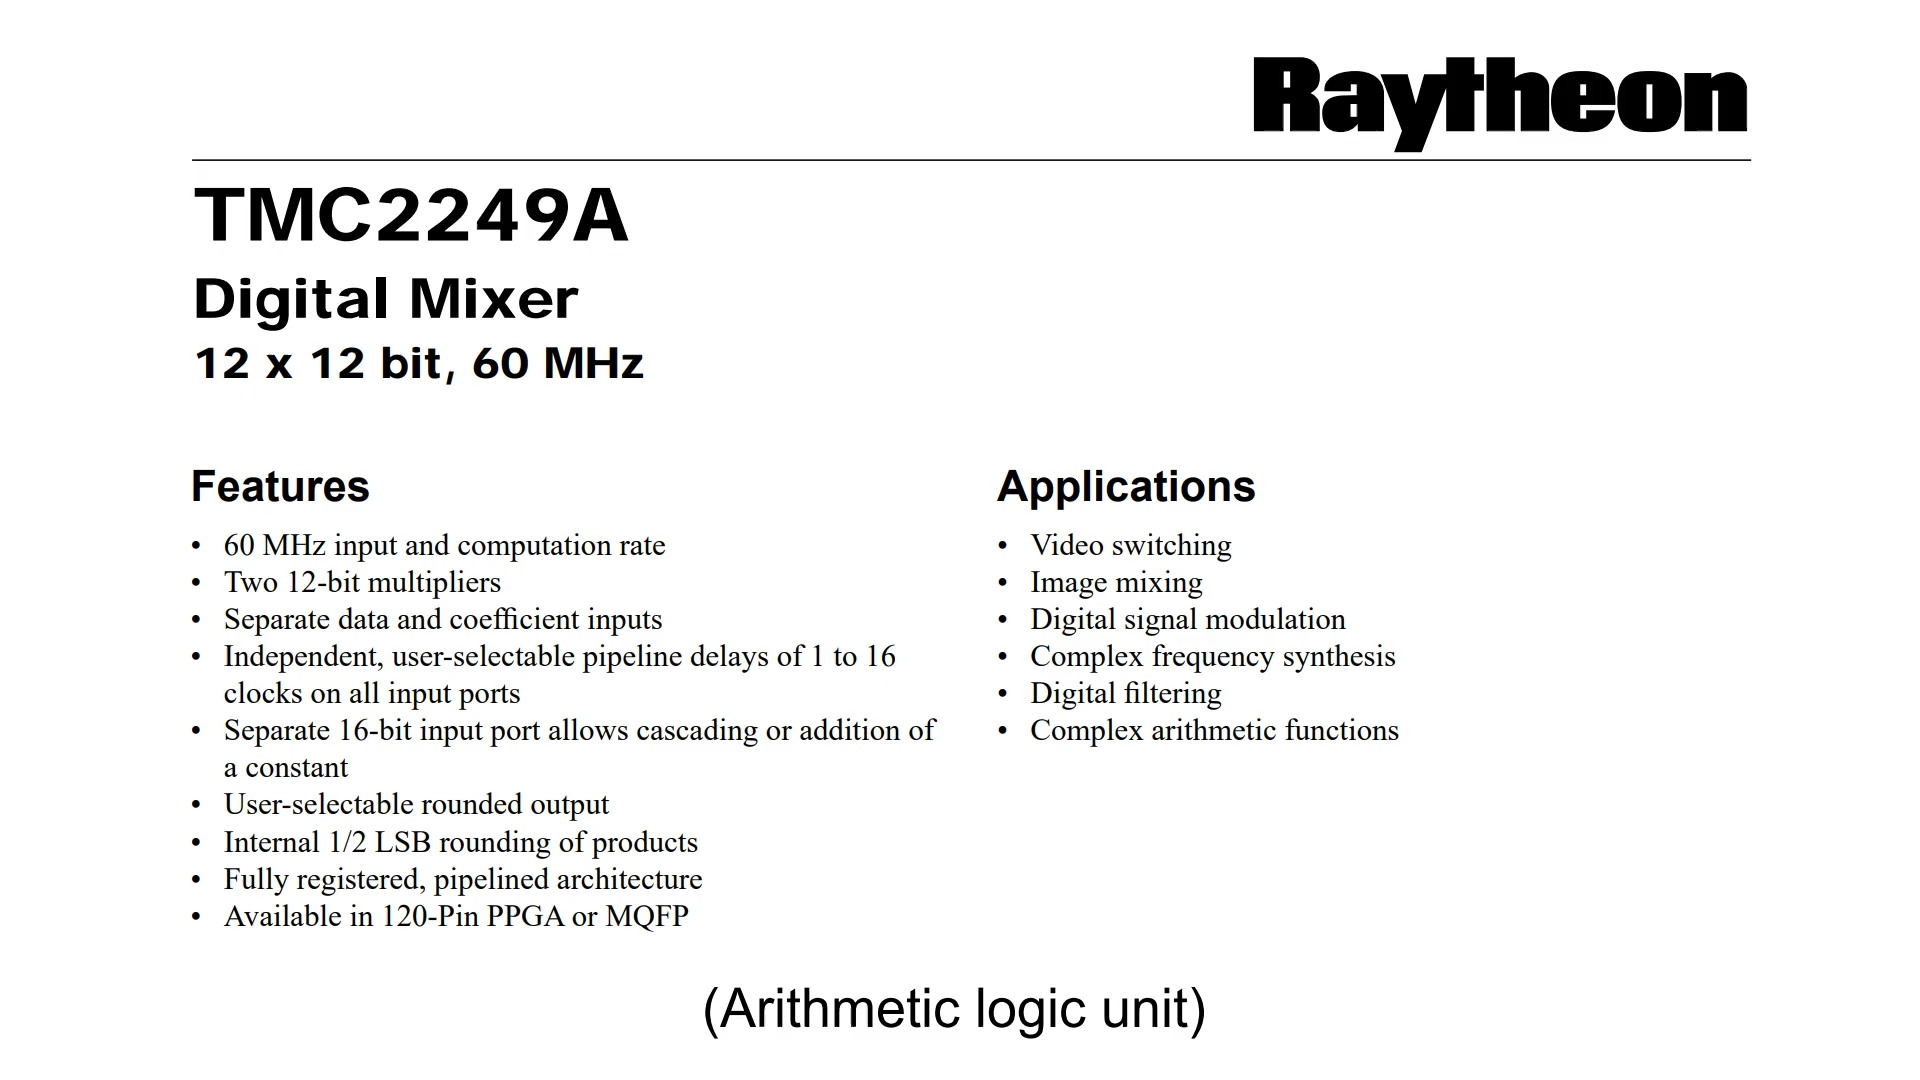 Raytheon
TMC2249A
Digital Mixer
12 x 12 bit, 60 MHz
Features
• 60 MHz input and computation rate
• Two 12-bit multipliers
• Separate data and coefficient inputs
• Independent, user-selectable pipeline delays of 1 to 16
clocks on all input ports
• Separate 16-bit input port allows cascading or addition of
a constant
• User-selectable rounded output
• Internal 1/2 LSB rounding of products
• Fully registered, pipelined architecture
• Available in 120-Pin PPGA or MQFP
Applications
• Video switching
• Image mixing
• Digital signal modulation
• Complex frequency synthesis
• Digital filtering
• Complex arithmetic functions
(Arithmetic logic unit)